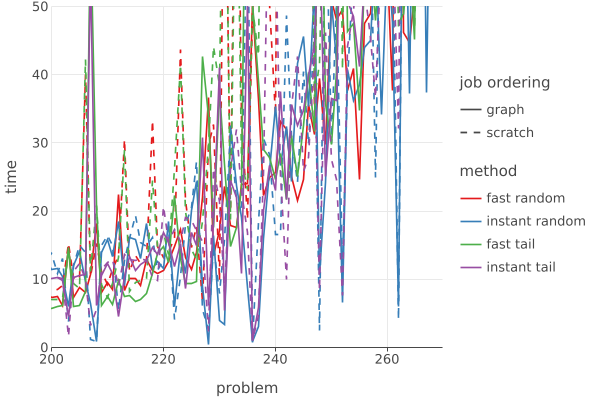 50
40
30
20
10
0
time
200
220
240
260
problem
job ordering
graph
scratch
method
fast random
instant random
fast tail
instant tail